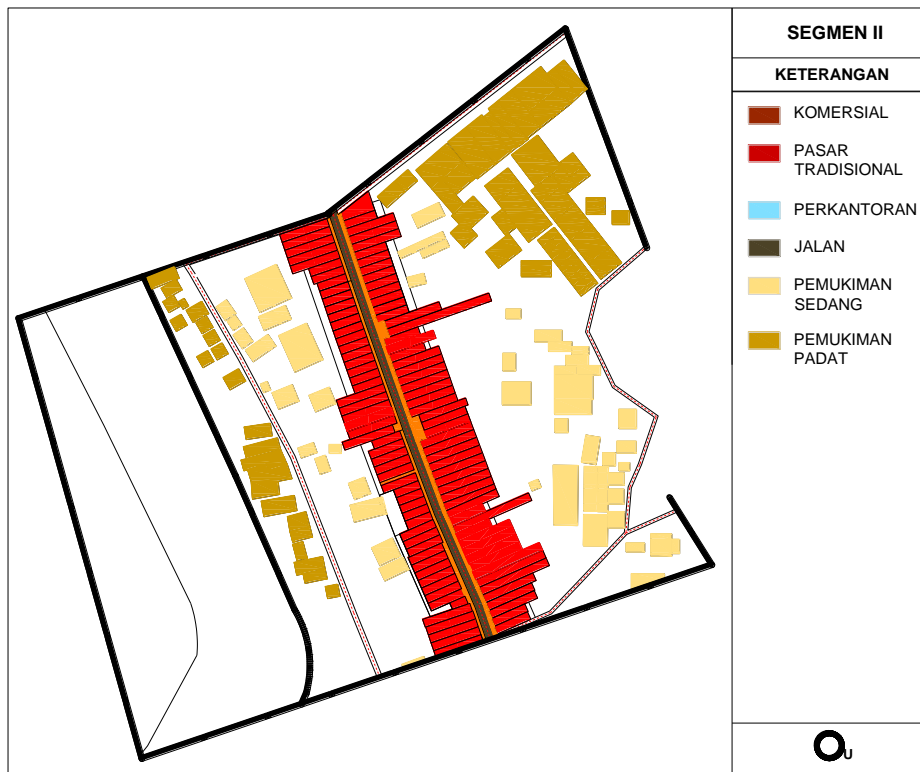 SEGMEN II
KETERANGAN
KOMERSIAL
PASAR
TRADISIONAL
PERKANTORAN
JALAN
PEMUKIMAN
SEDANG
PEMUKIMAN
PADAT
U